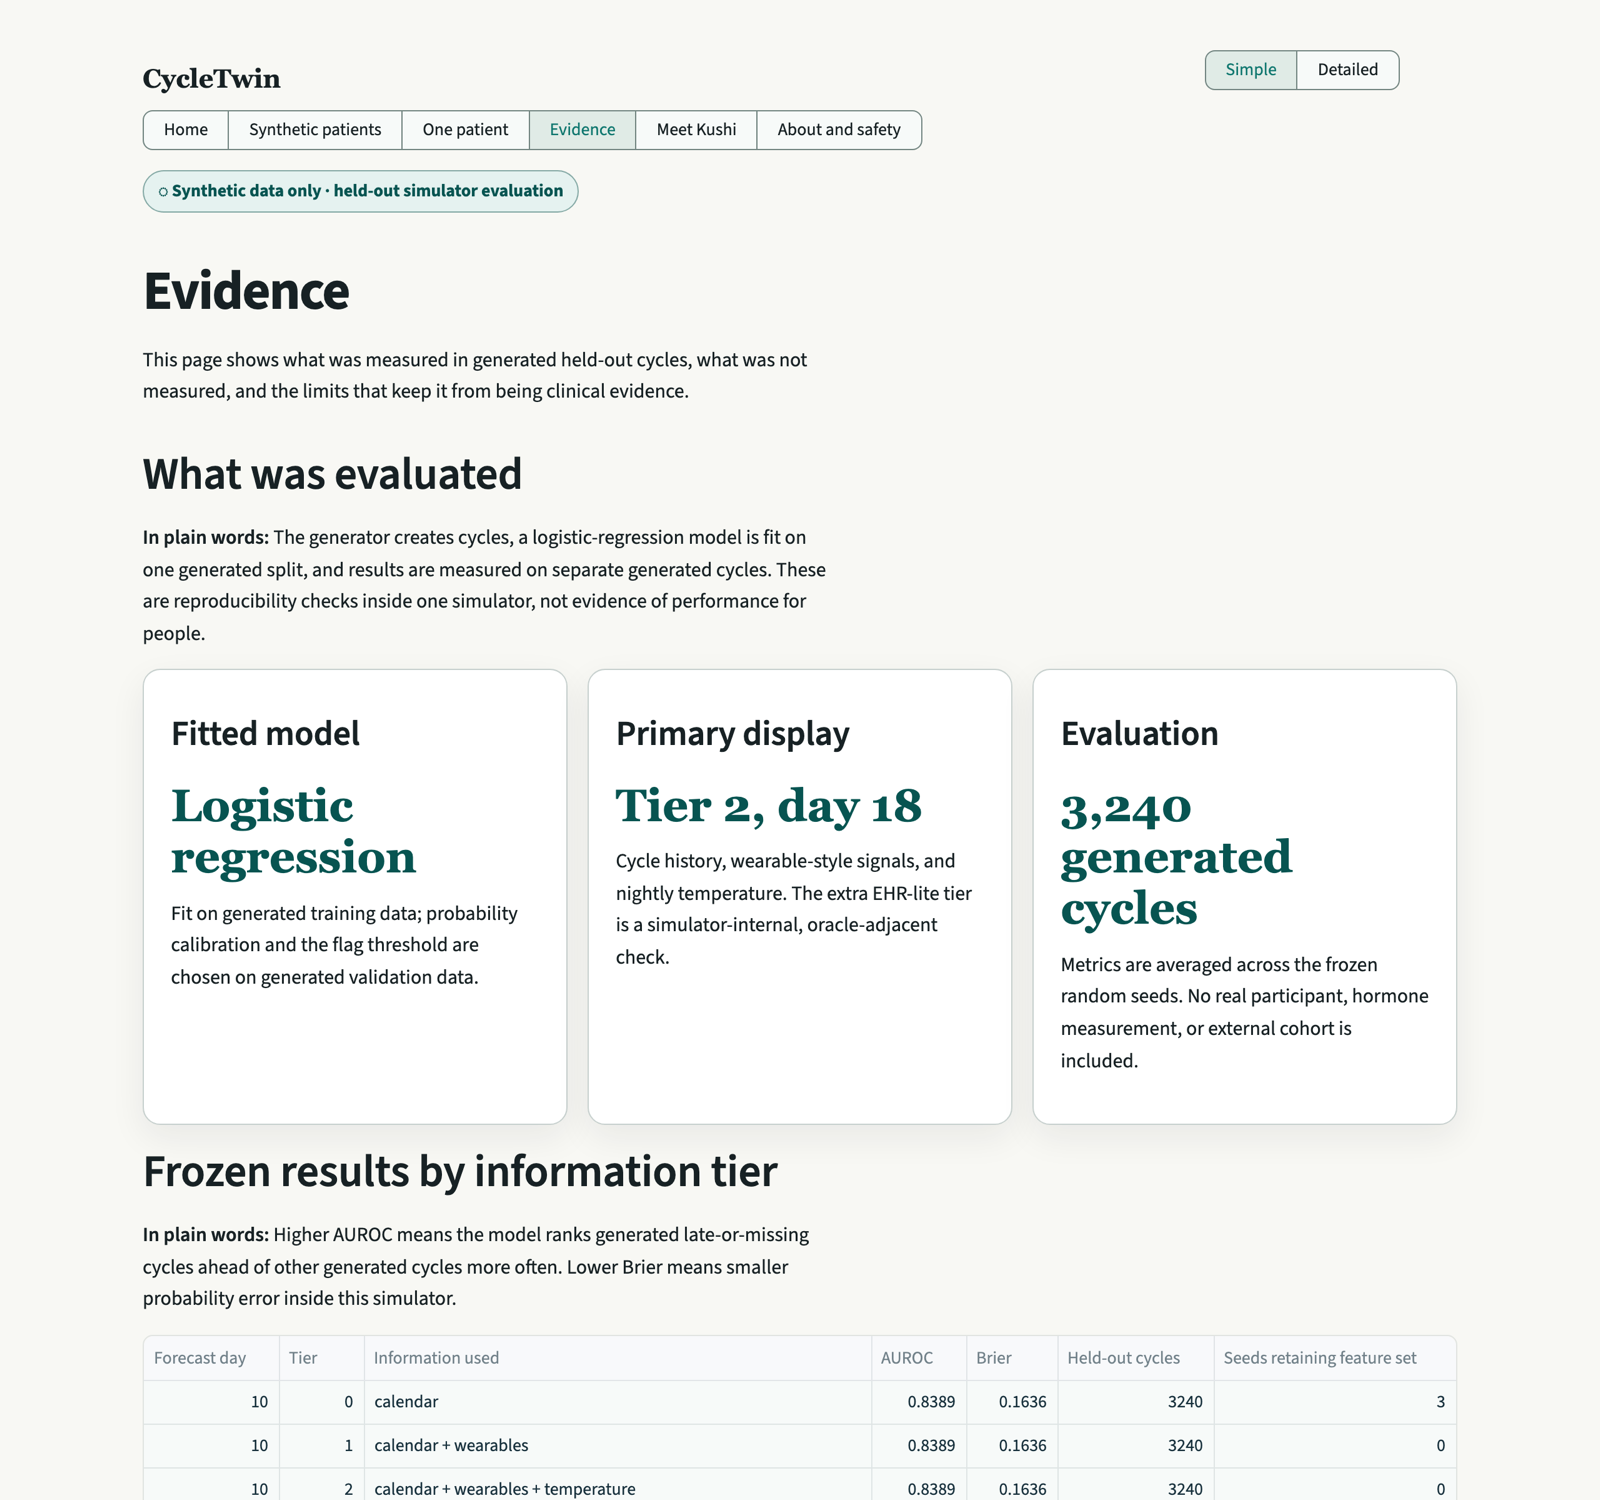 CycleTwin
Simple Detailed
Home Synthetic patients One patient Evidence Meet Kushi About and safety
○ Synthetic data only · held-out simulator evaluation
Evidence
This page shows what was measured in generated held-out cycles, what was not
measured, and the limits that keep it from being clinical evidence.
What was evaluated
In plain words: The generator creates cycles, a logistic-regression model is fit on
one generated split, and results are measured on separate generated cycles. These
are reproducibility checks inside one simulator, not evidence of performance for
people.
Fitted model
Logistic
regression
Fit on generated training data; probability
calibration and the flag threshold are
chosen on generated validation data.
Primary display
Tier 2, day 18
Cycle history, wearable-style signals, and
nightly temperature. The extra EHR-lite tier
is a simulator-internal, oracle-adjacent
check.
Evaluation
3,240
generated
cycles
Metrics are averaged across the frozen
random seeds. No real participant, hormone
measurement, or external cohort is
included.
Frozen results by information tier
In plain words: Higher AUROC means the model ranks generated late-or-missing
cycles ahead of other generated cycles more often. Lower Brier means smaller
probability error inside this simulator.
Forecast day Tier Information used AUROC Brier Held-out cycles Seeds retaining feature set
10 0 calendar 0.8389 0.1636 3240 3
10 1 calendar + wearables 0.8389 0.1636 3240 0
10 2 calendar + wearables + temperature 0.8389 0.1636 3240 0